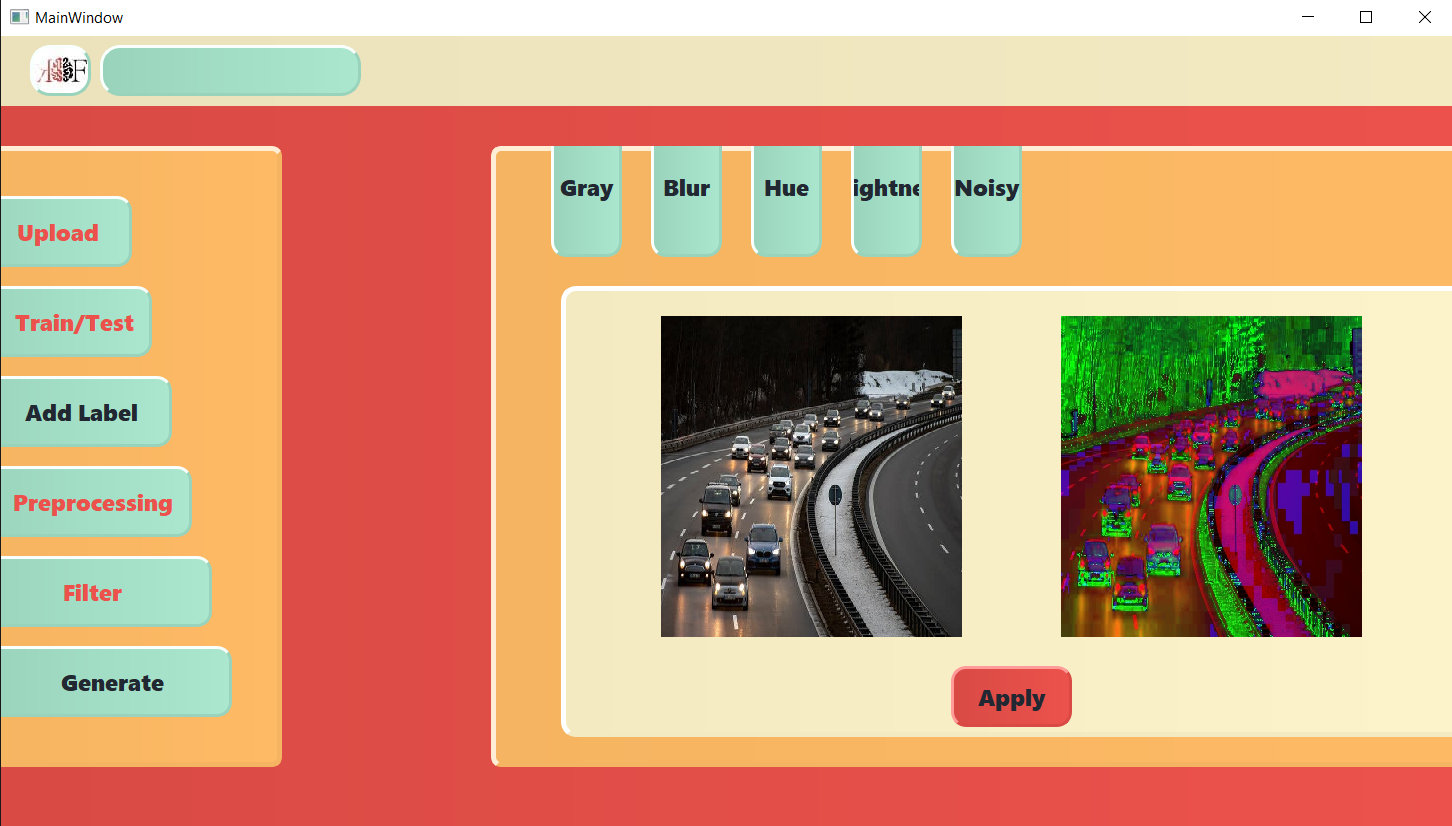 MainWindow
Upload
Train/Test
Add Label
Preprocessing
Filter
Generate
Gray
Blur
Hue
ightne
Noisy
Apply